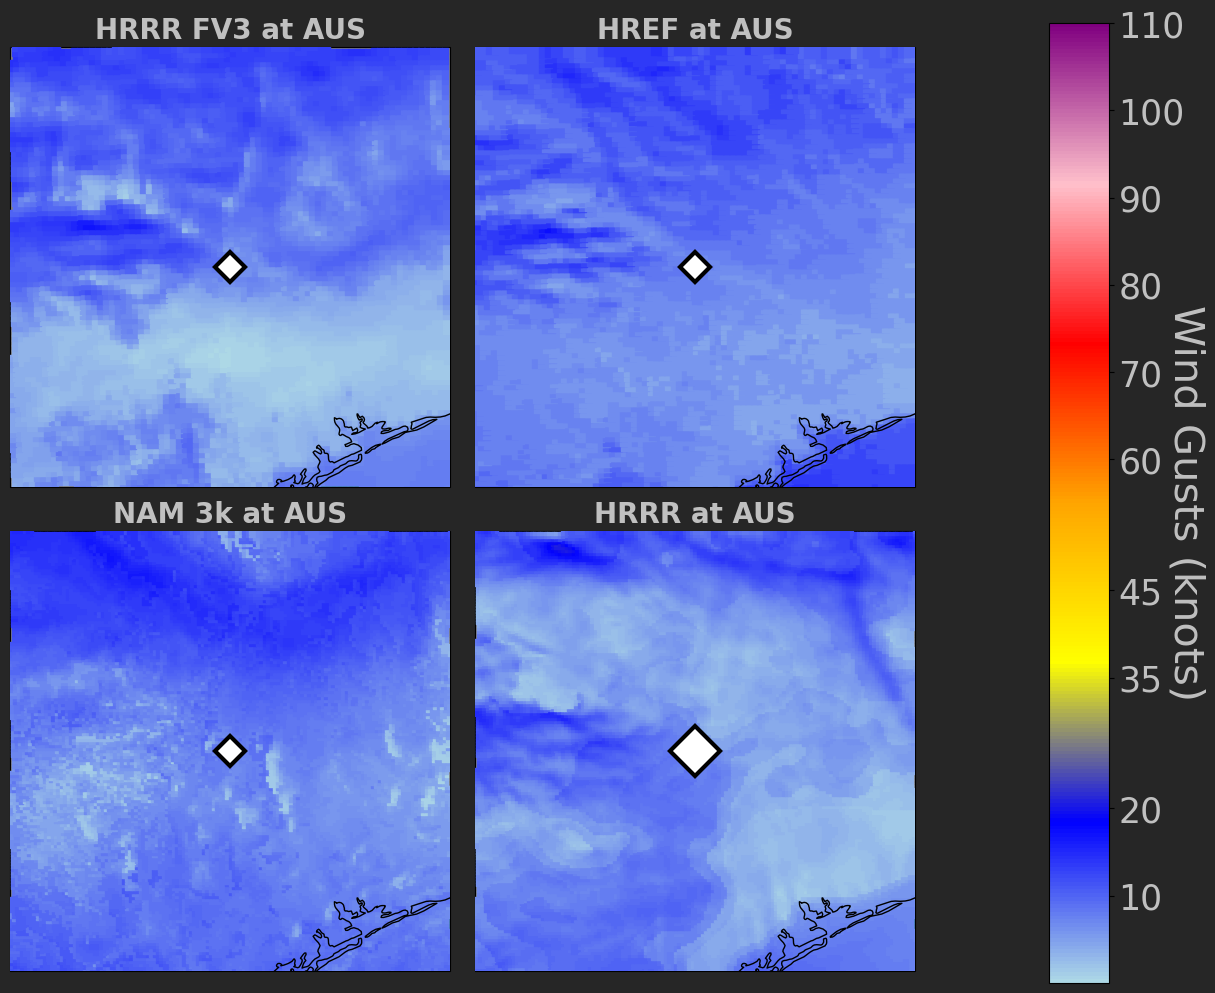 HRRR FV3 at AUS
HREF at AUS
NAM 3k at AUS
HRRR at AUS
110
100
90
80
70
60
45
35
20
10
Wind Gusts (knots)